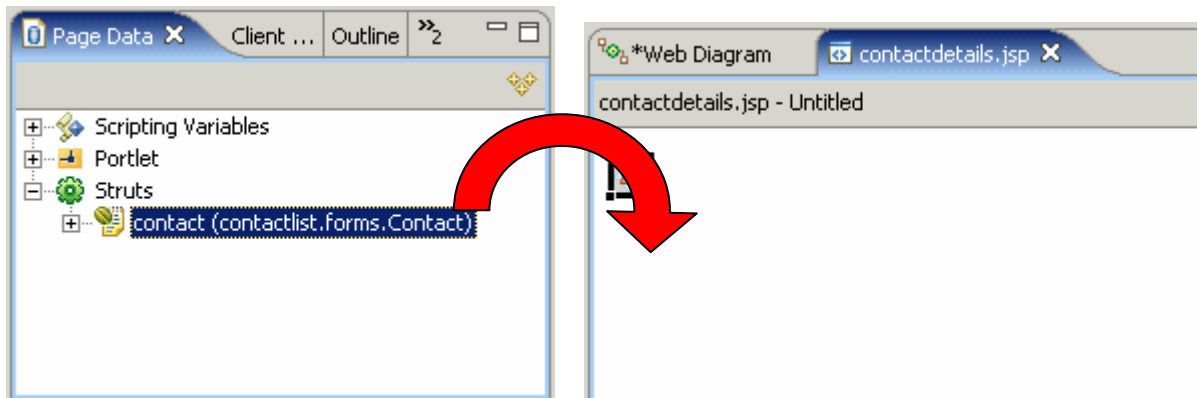 Page Data Client ... Outline »2
Scripting Variables
Portlet
Struts
contact (contactlist.forms.Contact)
*Web Diagram contactdetails.jsp
contactdetails.jsp - Untitled